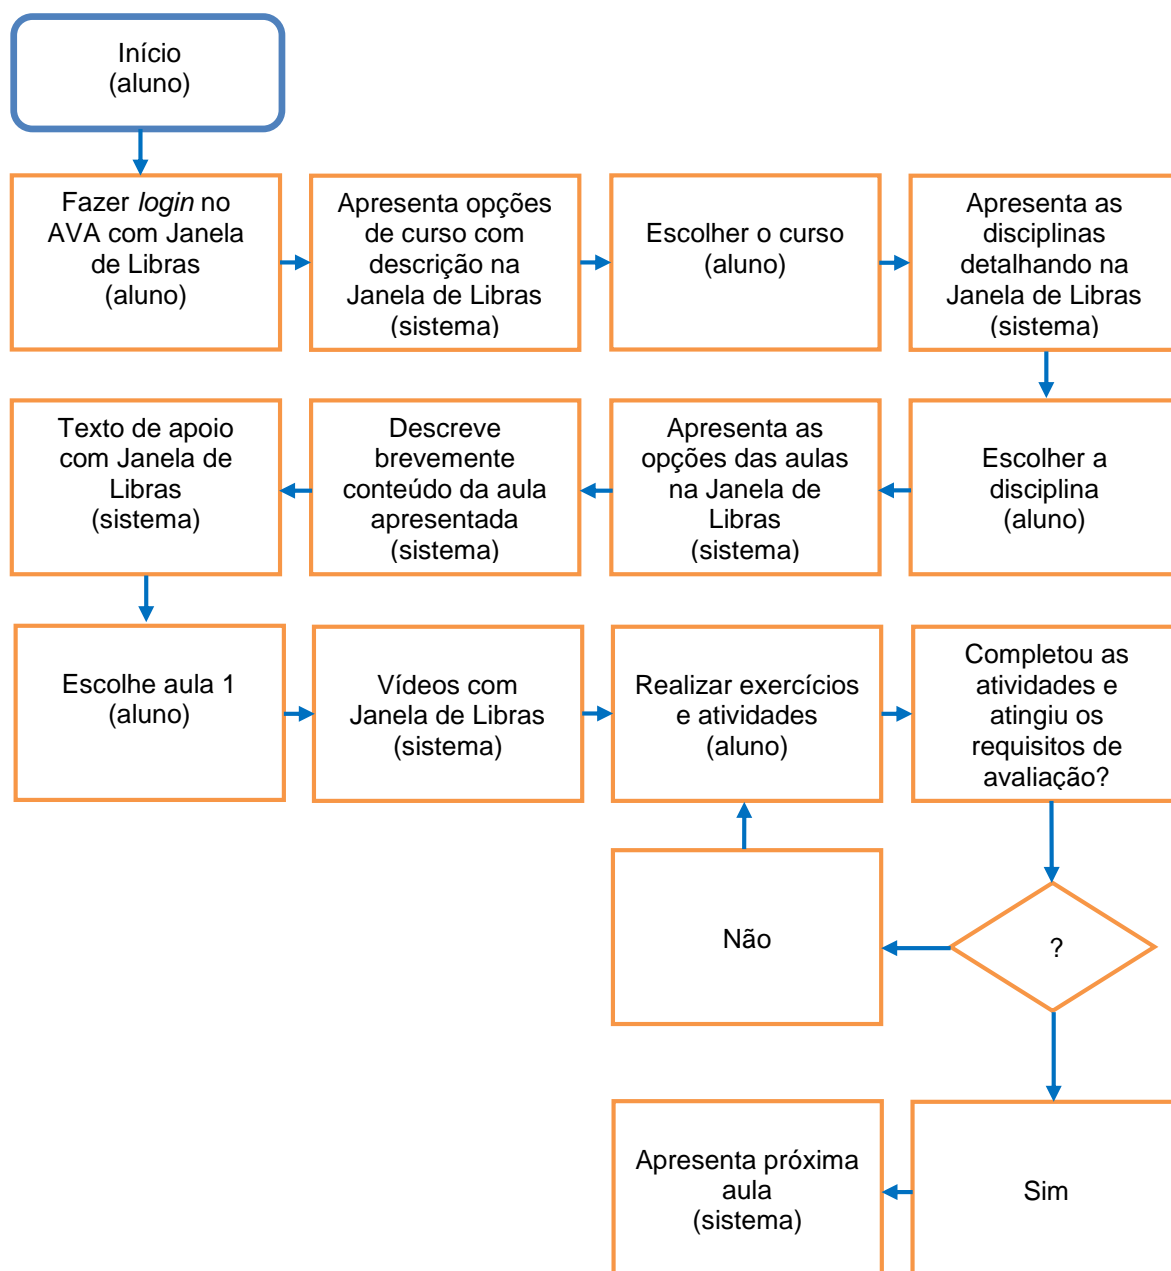 Início
(aluno)
Fazer login no
AVA com Janela
de Libras
(aluno)
Apresenta opções
de curso com
descrição na
Janela de Libras
(sistema)
Escolher o curso
(aluno)
Apresenta as
disciplinas
detalhando na
Janela de Libras
(sistema)
Escolher a
disciplina
(aluno)
Apresenta as
opções das aulas
na Janela de
Libras
(sistema)
Descreve
brevemente
conteúdo da aula
apresentada
(sistema)
Texto de apoio
com Janela de
Libras
(sistema)
Escolhe aula 1
(aluno)
Vídeos com
Janela de Libras
(sistema)
Realizar exercícios
e atividades
(aluno)
Completou as
atividades e
atingiu os
requisitos de
avaliação?
?
Não
Sim
Apresenta próxima
aula
(sistema)